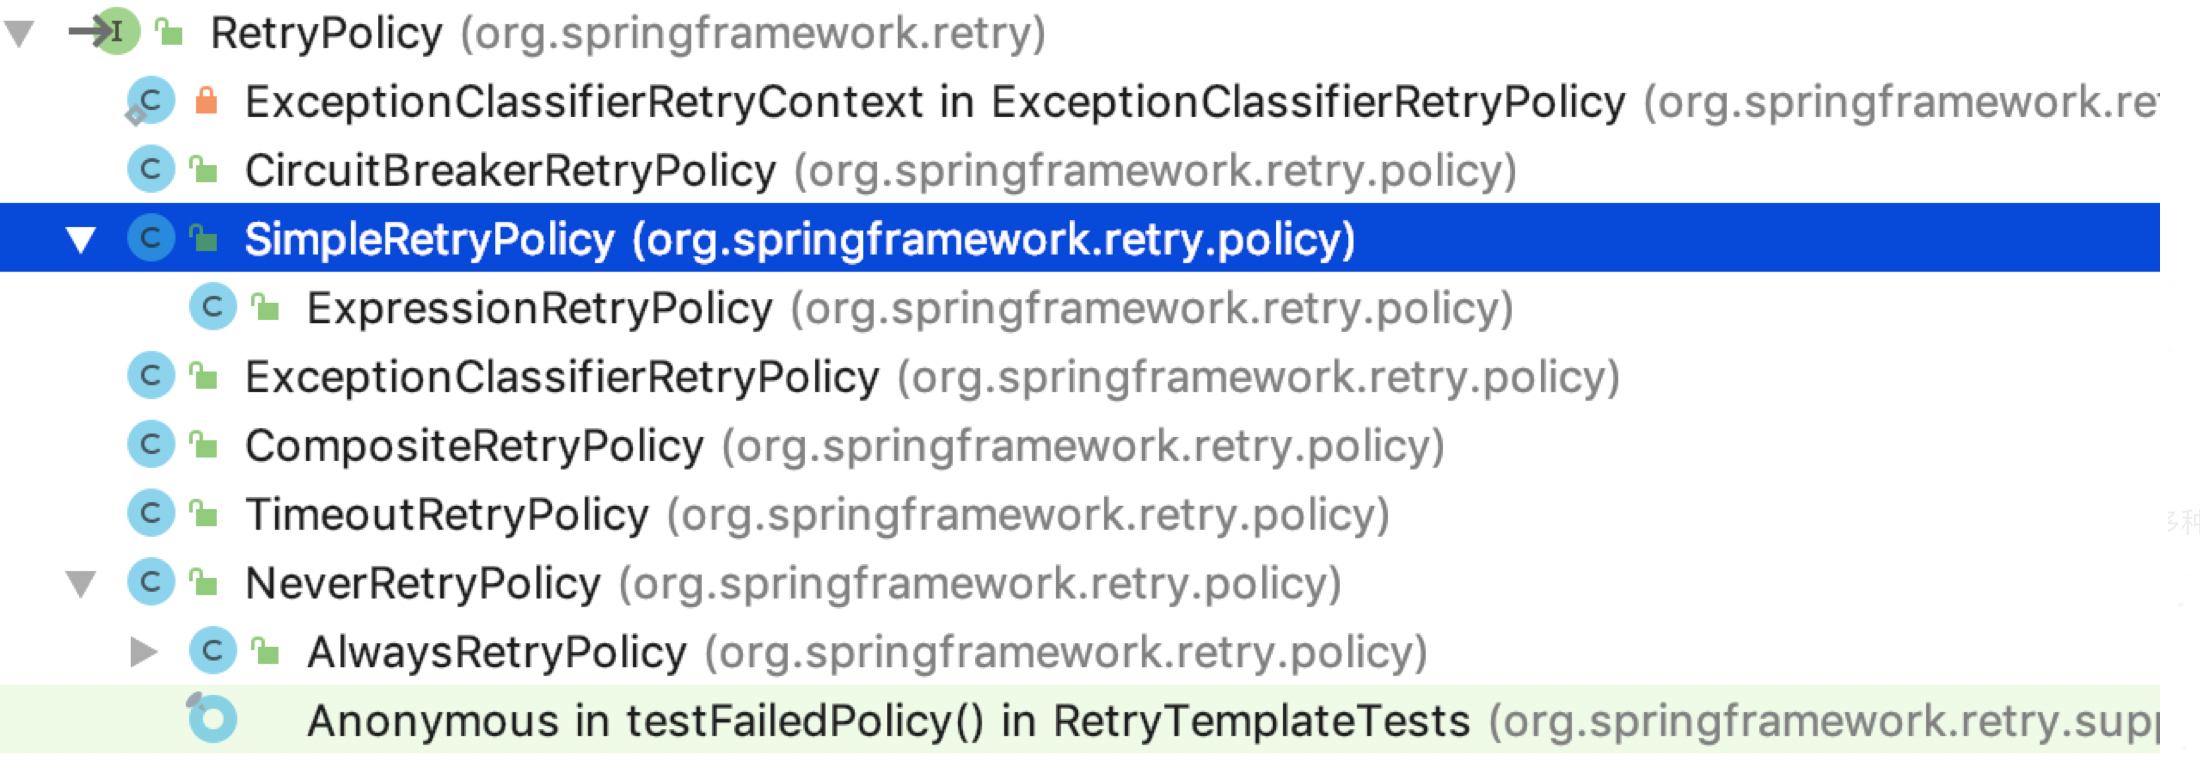 RetryPolicy (org.springframework.retry)
ExceptionClassifierRetryContext in ExceptionClassifierRetryPolicy (org.springframework.re
CircuitBreakerRetryPolicy (org.springframework.retry.policy)
SimpleRetryPolicy (org.springframework.retry.policy)
ExpressionRetryPolicy (org.springframework.retry.policy)
ExceptionClassifierRetryPolicy (org.springframework.retry.policy)
CompositeRetryPolicy (org.springframework.retry.policy)
TimeoutRetryPolicy (org.springframework.retry.policy)
NeverRetryPolicy (org.springframework.retry.policy)
AlwaysRetryPolicy (org.springframework.retry.policy)
Anonymous in testFailedPolicy() in RetryTemplateTests (org.springframework.retry.sup